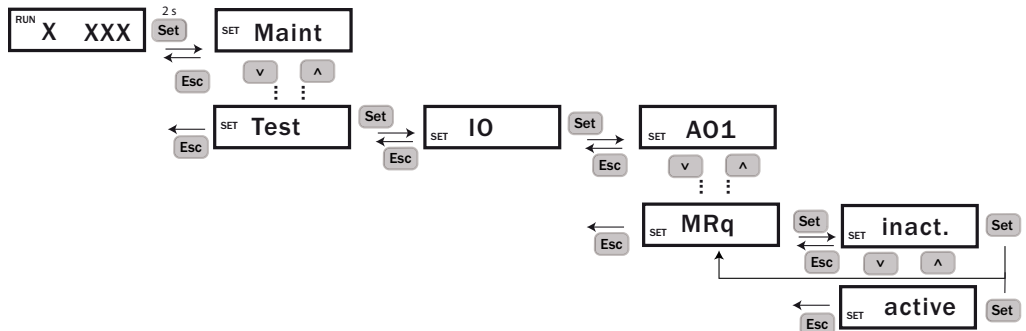 RUN X XXX
2 s
Set
Esc
SET Maint
v ^
SET Test
Esc
Set
Esc
SET IO
Set
Esc
SET AO1
v ^
SET MRq
Esc
Set
Esc
SET inact.
Set
v ^
SET active
Set
Esc